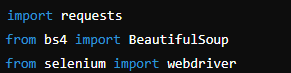 import requests
from bs4 import BeautifulSoup
from selenium import webdriver